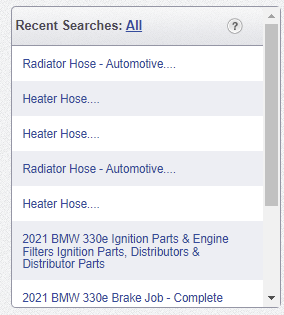 Recent Searches: All ?
Radiator Hose - Automotive....
Heater Hose....
Heater Hose....
Radiator Hose - Automotive....
Heater Hose....
2021 BMW 330e Ignition Parts & Engine
Filters Ignition Parts, Distributors &
Distributor Parts
2021 BMW 330e Brake Job - Complete